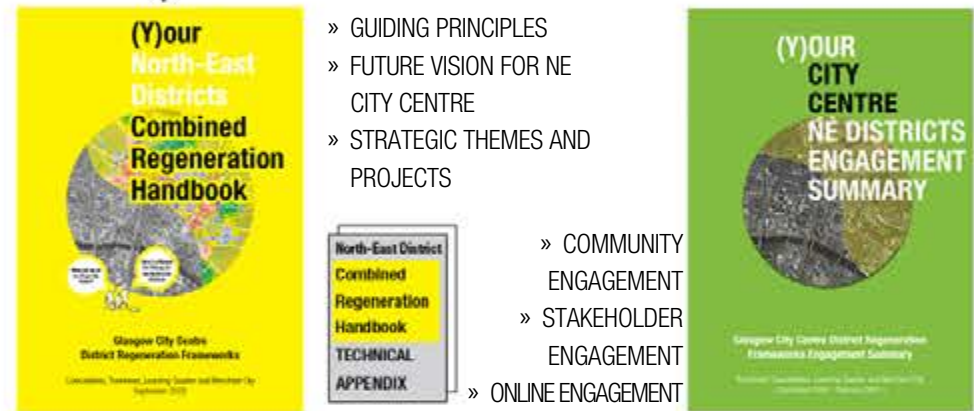 (Y)our
North-East
Districts
Combined
Regeneration
Handbook
Glasgow City Centre
District Regeneration Frameworks
» GUIDING PRINCIPLES
» FUTURE VISION FOR NE
CITY CENTRE
» STRATEGIC THEMES AND
PROJECTS
North-East District
Combined
Regeneration
Handbook
TECHNICAL
APPENDIX
» COMMUNITY
ENGAGEMENT
» STAKEHOLDER
ENGAGEMENT
» ONLINE ENGAGEMENT
(Y)OUR
CITY
CENTRE
NE DISTRICTS
ENGAGEMENT
SUMMARY
Glasgow City Centre District Regeneration
Frameworks Engagement Summary